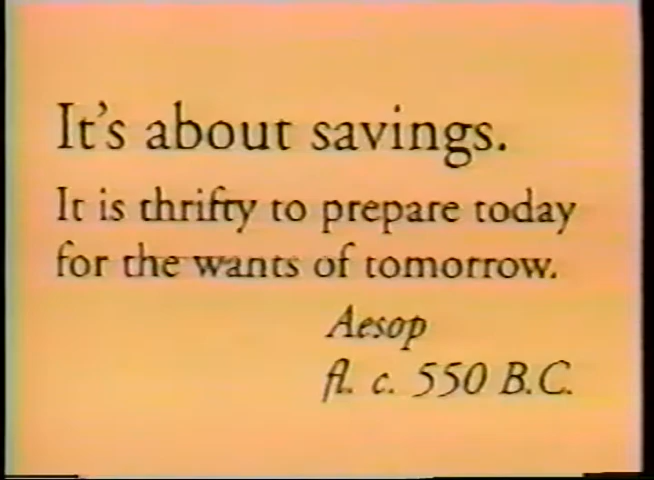 It's about savings.
It is thrifty to prepare today
for the wants of tomorrow.
Aesop
fl. c. 550 B.C.